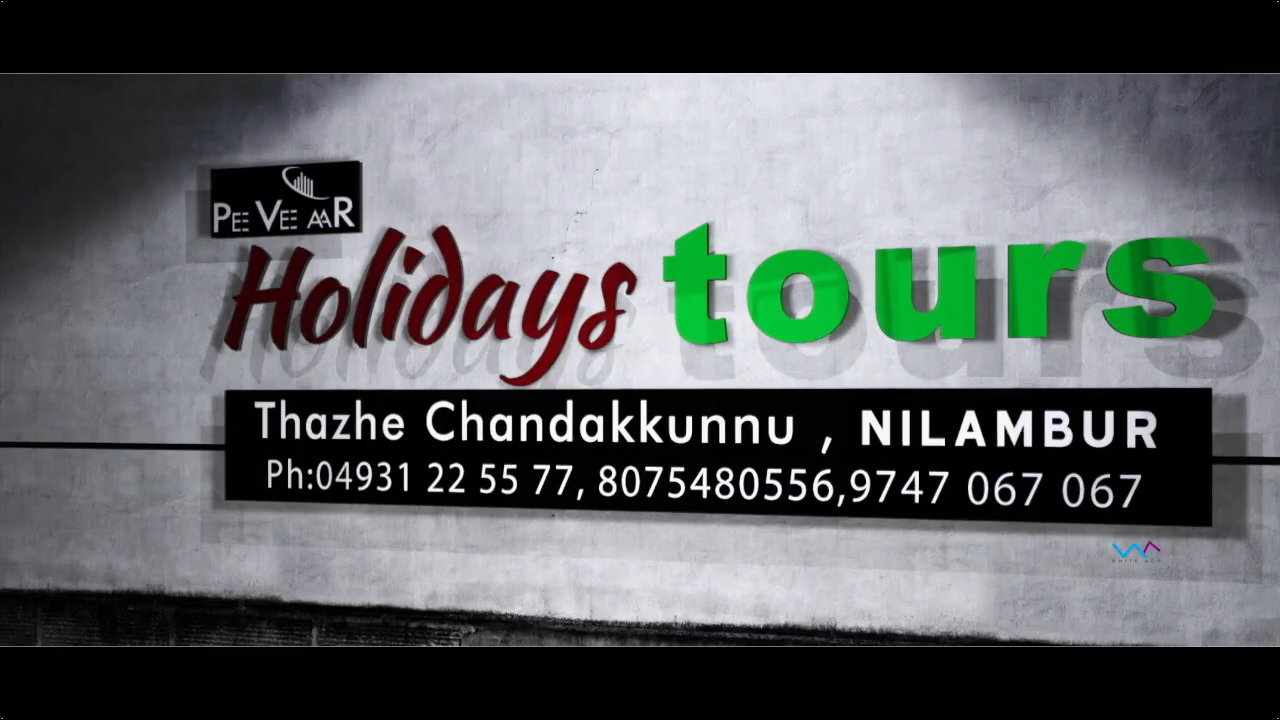 PEE VEE AAR
Holidays tours
Thazhe Chandakkunnu , NILAMBUR
Ph:04931 22 55 77, 8075480556,9747 067 067